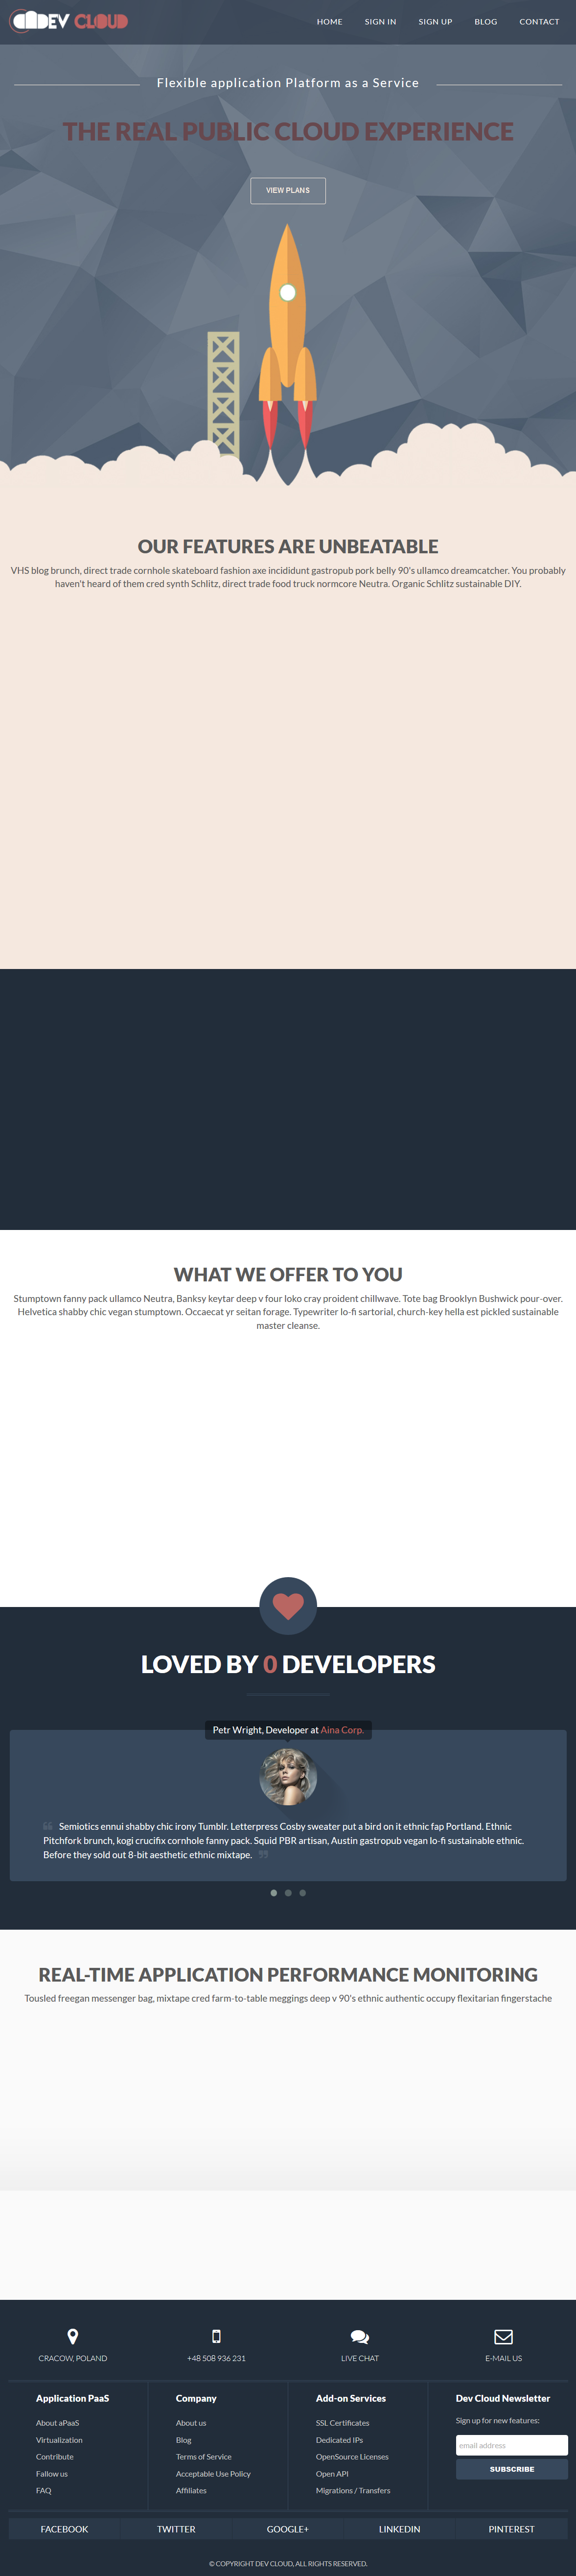 DEV CLOUD
HOME SIGN IN SIGN UP BLOG CONTACT
Flexible application Platform as a Service
THE REAL PUBLIC CLOUD EXPERIENCE
VIEW PLANS
OUR FEATURES ARE UNBEATABLE
VHS blog brunch, direct trade cornhole skateboard fashion axe incididunt gastropub pork belly 90's ullamco dreamcatcher. You probably
haven't heard of them cred synth Schlitz, direct trade food truck normcore Neutra. Organic Schlitz sustainable DIY.
WHAT WE OFFER TO YOU
Stumptown fanny pack ullamco Neutra, Banksy keytar deep v four loko cray proident chillwave. Tote bag Brooklyn Bushwick pour-over.
Helvetica shabby chic vegan stumptown. Occaecat yr seitan forage. Typewriter lo-fi sartorial, church-key hella est pickled sustainable
master cleanse.
LOVED BY 0 DEVELOPERS
Petr Wright, Developer at Aina Corp.
“ Semiotics ennui shabby chic irony Tumblr. Letterpress Cosby sweater put a bird on it ethnic fap Portland. Ethnic
Pitchfork brunch, kogi crucifix cornhole fanny pack. Squid PBR artisan, Austin gastropub vegan lo-fi sustainable ethnic.
Before they sold out 8-bit aesthetic ethnic mixtape. ”
REAL-TIME APPLICATION PERFORMANCE MONITORING
Tousled freegan messenger bag, mixtape cred farm-to-table meggings deep v 90's ethnic authentic occupy flexitarian fingerstache
CRACOW, POLAND
+48 508 936 231
LIVE CHAT
E-MAIL US
Application PaaS
About aPaaS
Virtualization
Contribute
Fallow us
FAQ
Company
About us
Blog
Terms of Service
Acceptable Use Policy
Affiliates
Add-on Services
SSL Certificates
Dedicated IPs
OpenSource Licenses
Open API
Migrations / Transfers
Dev Cloud Newsletter
Sign up for new features:
email address
SUBSCRIBE
FACEBOOK TWITTER GOOGLE+ LINKEDIN PINTEREST
© COPYRIGHT DEV CLOUD, ALL RIGHTS RESERVED.